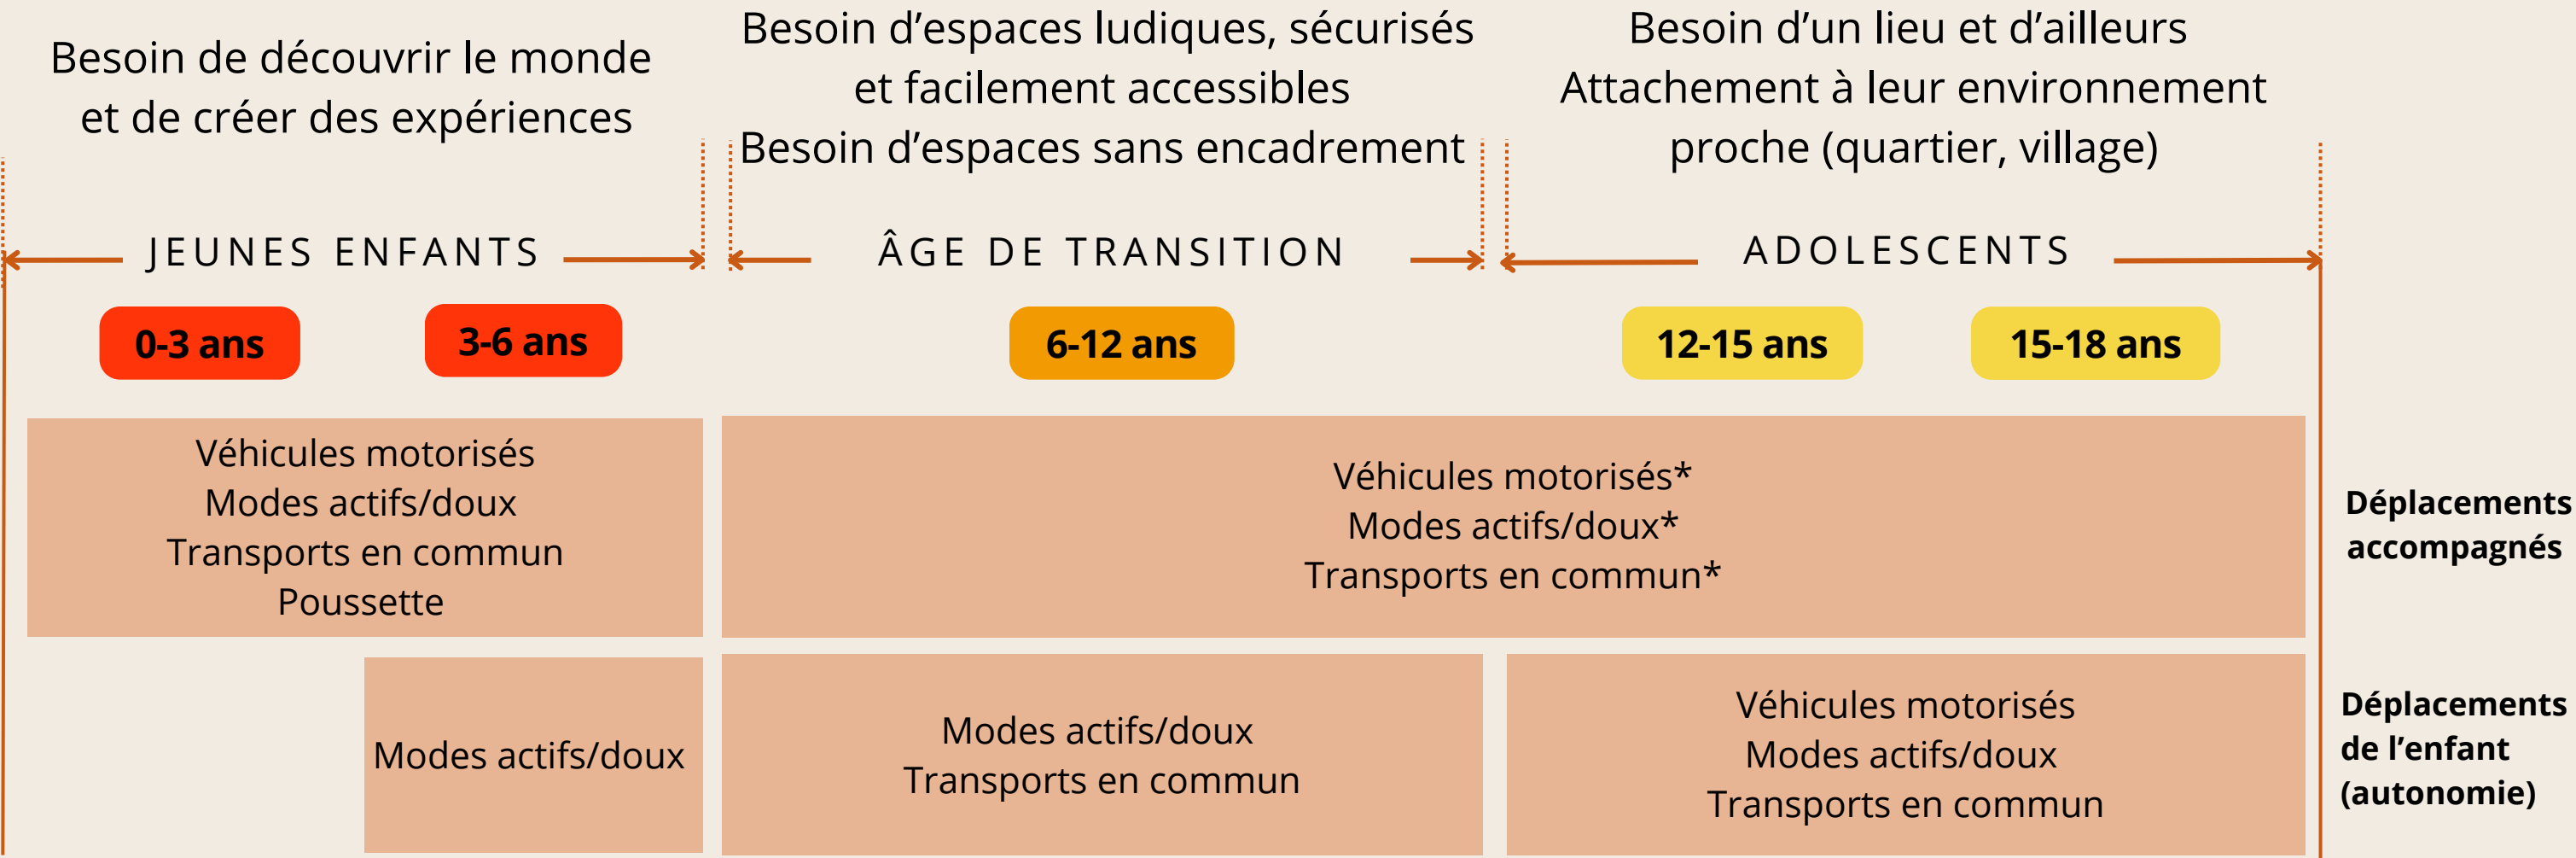 Besoin de découvrir le monde
et de créer des expériences
Besoin d’espaces ludiques, sécurisés
et facilement accessibles
Besoin d’espaces sans encadrement
Besoin d’un lieu et d’ailleurs
Attachement à leur environnement
proche (quartier, village)
JEUNES ENFANTS
ÂGE DE TRANSITION
ADOLESCENTS
0-3 ans
3-6 ans
6-12 ans
12-15 ans
15-18 ans
Véhicules motorisés
Modes actifs/doux
Transports en commun
Poussette
Véhicules motorisés*
Modes actifs/doux*
Transports en commun*
Déplacements
accompagnés
Modes actifs/doux
Modes actifs/doux
Transports en commun
Véhicules motorisés
Modes actifs/doux
Transports en commun
Déplacements
de l’enfant
(autonomie)